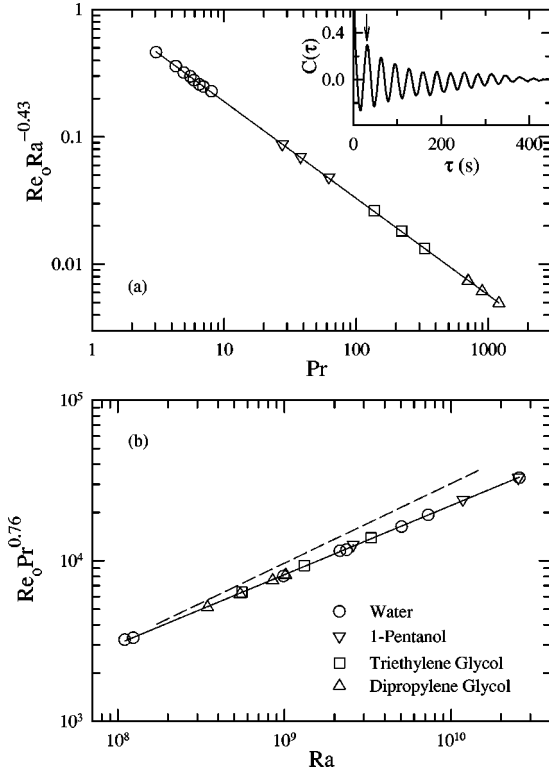 (a)
1
0.1
0.01
Re₀Ra⁻⁰·⁴³
1 10 100 1000
Pr
C(τ)
0.4
0.0
0 200 400
τ (s)
(b)
10⁵
10⁴
10³
Re₀Pr⁰·⁷⁶
Water
1-Pentanol
Triethylene Glycol
Dipropylene Glycol
10⁸ 10⁹ 10¹⁰
Ra